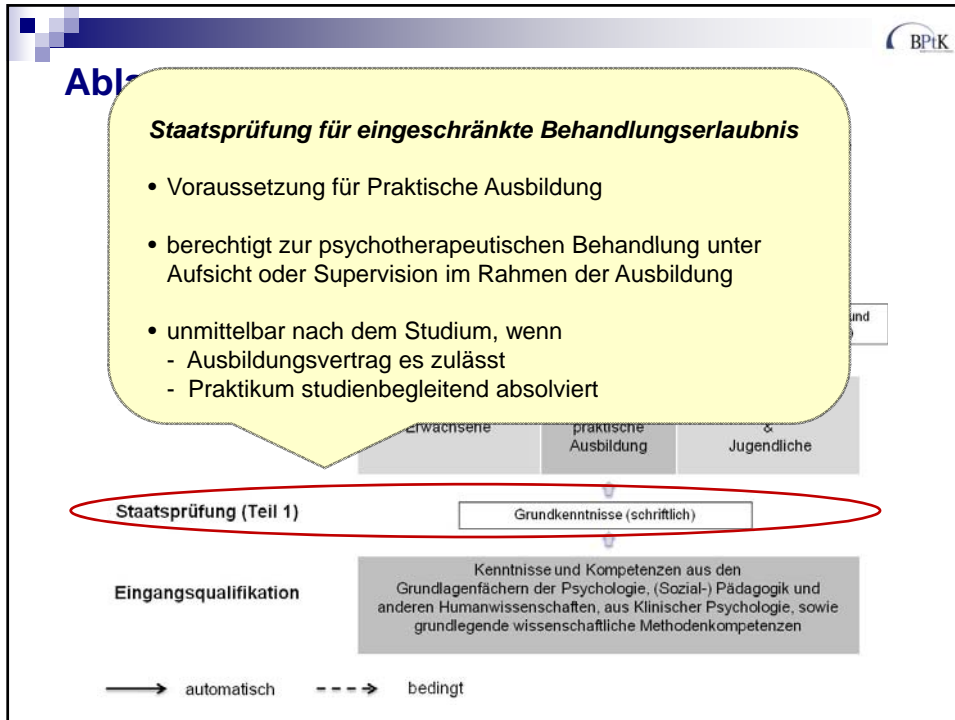 BPtK
Staatsprüfung für eingeschränkte Behandlungserlaubnis
• Voraussetzung für Praktische Ausbildung
• berechtigt zur psychotherapeutischen Behandlung unter
Aufsicht oder Supervision im Rahmen der Ausbildung
• unmittelbar nach dem Studium, wenn
- Ausbildungsvertrag es zulässt
- Praktikum studienbegleitend absolviert
und
Erwachsene
praktische
Ausbildung
&
Jugendliche
Staatsprüfung (Teil 1)
Grundkenntnisse (schriftlich)
Eingangsqualifikation
Kenntnisse und Kompetenzen aus den
Grundlagenfächern der Psychologie, (Sozial-) Pädagogik und
anderen Humanwissenschaften, aus Klinischer Psychologie, sowie
grundlegende wissenschaftliche Methodenkompetenzen
automatisch
bedingt